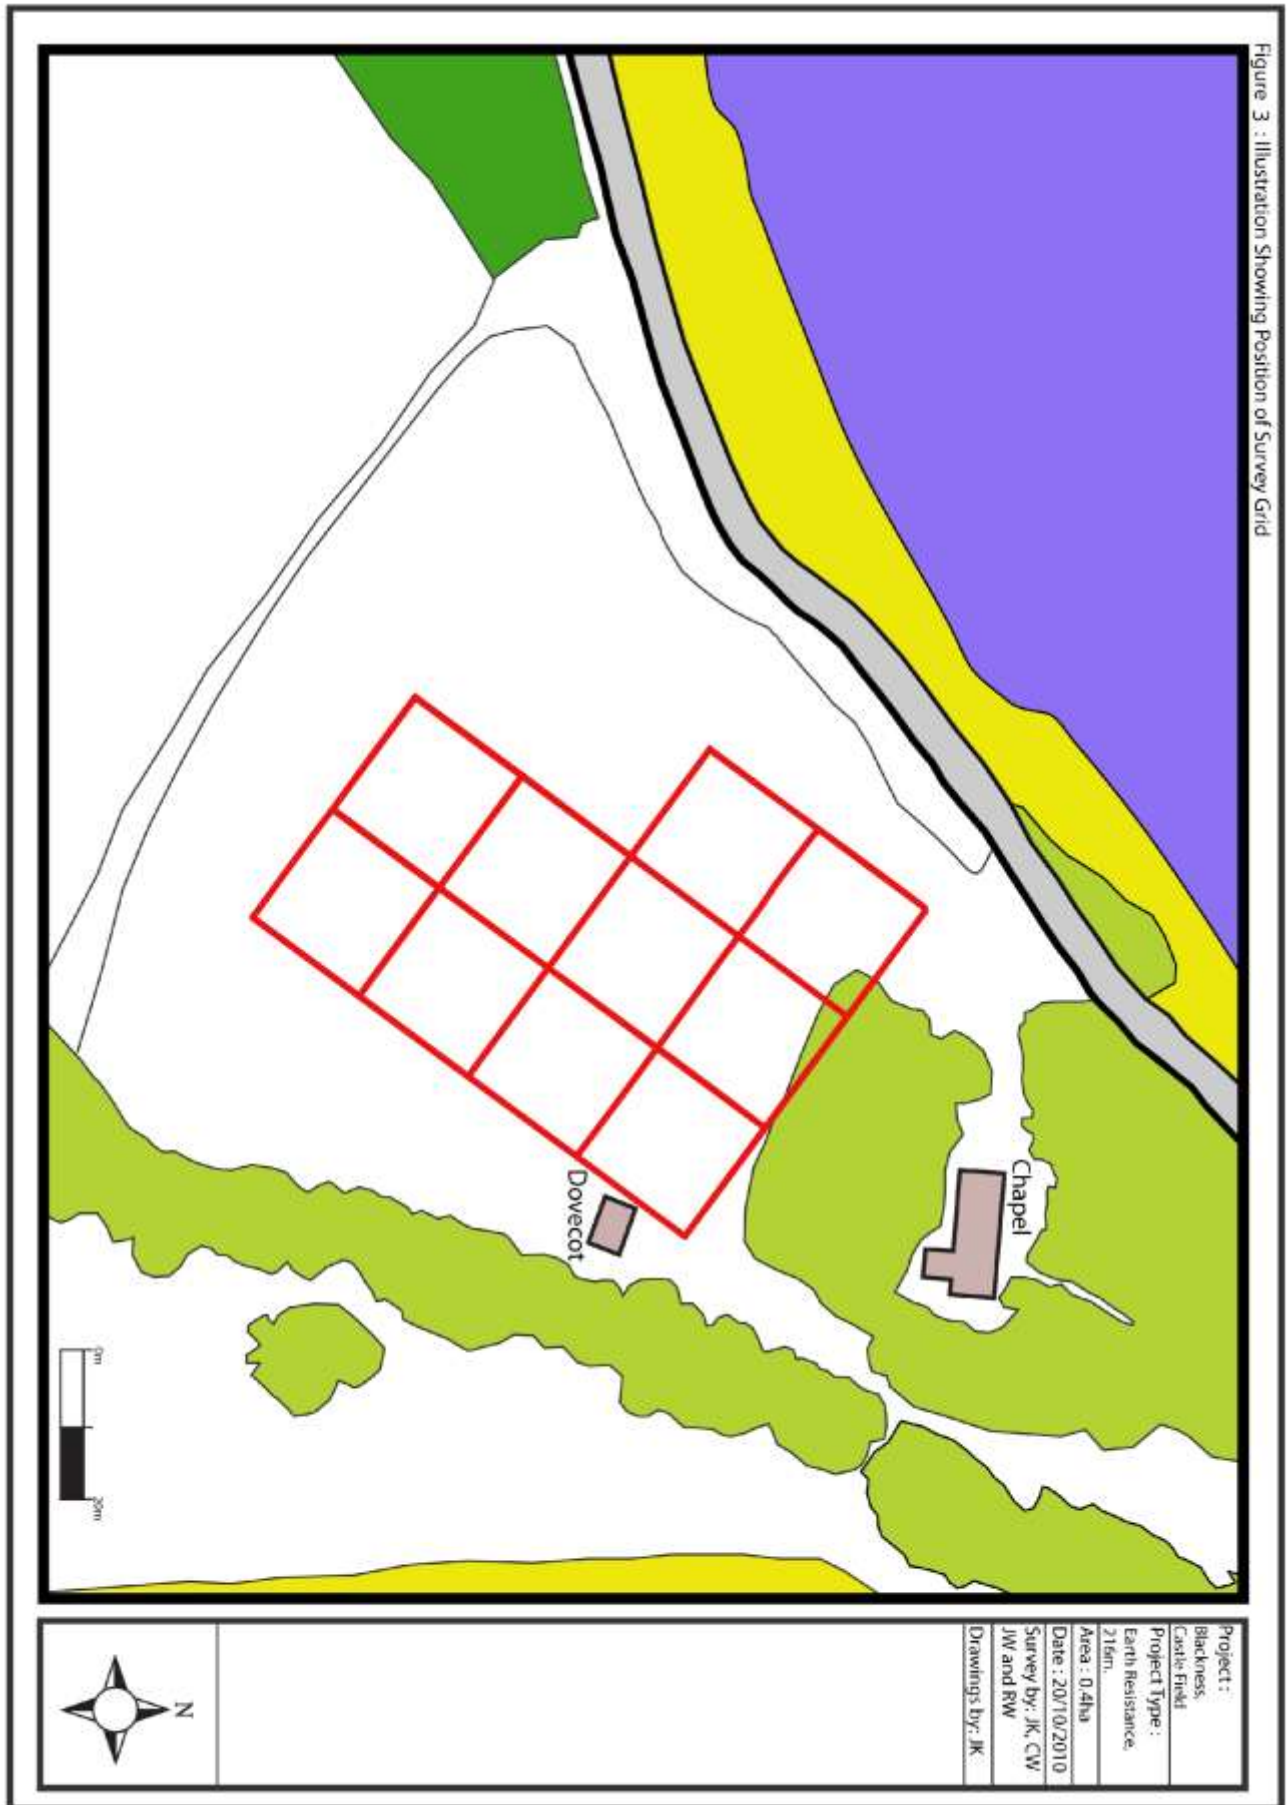 Figure 3 : Illustration Showing Position of Survey Grid
Chapel
Dovecot
0m
20m
Project :
Blackness,
Castle Field
Project Type :
Earth Resistance,
216m.
Area : 0.4ha
Date : 20/10/2010
Survey by: JK, CW
JW and RW
Drawings by: JK
N